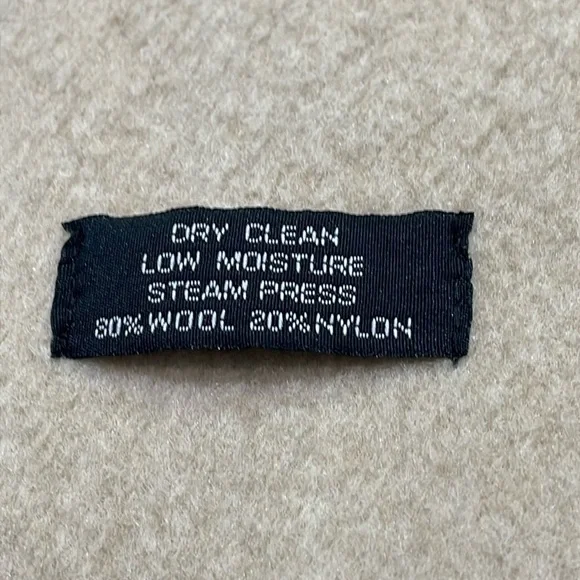 DRY CLEAN
LOW MOISTURE
STEAM PRESS
80% WOOL 20% NYLON